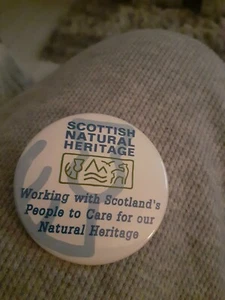 SCOTTISH
NATURAL
HERITAGE
Working with Scotland's
People to Care for our
Natural Heritage